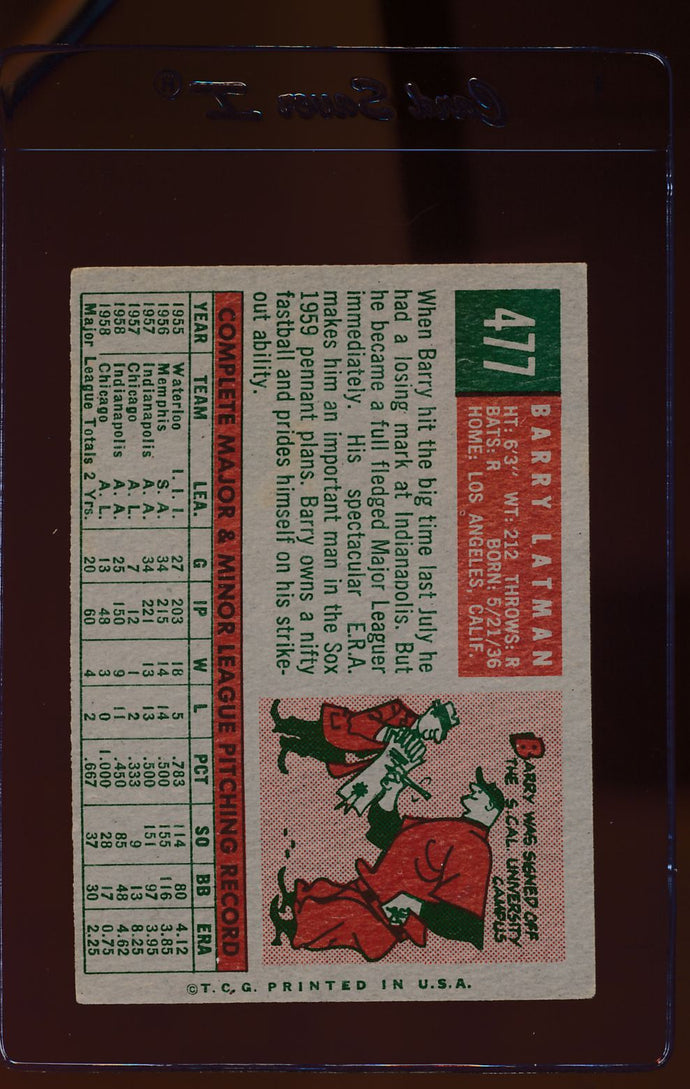 Card Saver I®
477
BARRY LATMAN
HT: 6'3" WT: 212 THROWS: R
BATS: R BORN: 5/21/36
HOME: LOS ANGELES, CALIF.
When Barry hit the big time last July he
had a losing mark at Indianapolis. But
he became a full fledged Major Leaguer
immediately. His spectacular E.R.A.
makes him an important man in the Sox
1959 pennant plans. Barry owns a nifty
fastball and prides himself on his strike-
out ability.
BARRY WAS SIGNED OFF
THE S.CAL UNIVERSITY
CAMPUS
COMPLETE MAJOR & MINOR LEAGUE PITCHING RECORD
YEAR TEAM LEA. G IP W L PCT SO BB ERA
1955 Waterloo I. I. I. 27 203 18 5 .783 114 80 4.12
1956 Memphis S. A. 34 215 14 14 .500 155 116 3.85
1957 Indianapolis A. A. 34 221 13 13 .500 151 97 3.95
1957 Chicago A. L. 7 12 1 2 .333 9 13 8.25
1958 Indianapolis A. A. 25 150 9 11 .450 85 48 4.62
1958 Chicago A. L. 13 48 3 0 1.000 28 17 0.75
Major League Totals 2 Yrs. 20 60 4 2 .667 37 30 2.25
©T.C.G. PRINTED IN U.S.A.